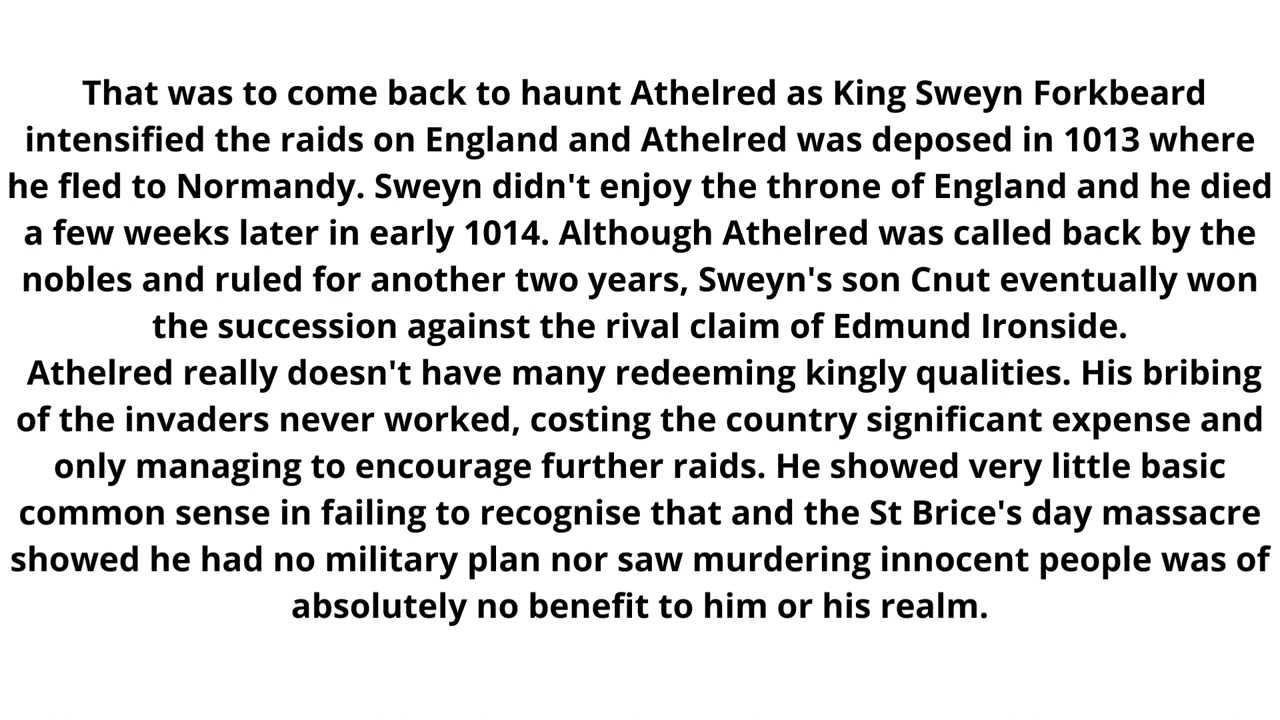 That was to come back to haunt Athelred as King Sweyn Forkbeard
intensified the raids on England and Athelred was deposed in 1013 where
he fled to Normandy. Sweyn didn't enjoy the throne of England and he died
a few weeks later in early 1014. Although Athelred was called back by the
nobles and ruled for another two years, Sweyn's son Cnut eventually won
the succession against the rival claim of Edmund Ironside.
Athelred really doesn't have many redeeming kingly qualities. His bribing
of the invaders never worked, costing the country significant expense and
only managing to encourage further raids. He showed very little basic
common sense in failing to recognise that and the St Brice's day massacre
showed he had no military plan nor saw murdering innocent people was of
absolutely no benefit to him or his realm.